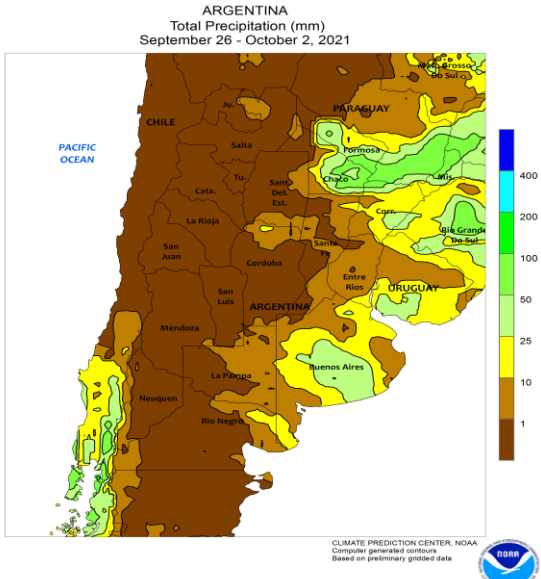 ARGENTINA
Total Precipitation (mm)
September 26 - October 2, 2021
Mato Grosso
Do Sul
Ju.
PARAGUAY
CHILE
PACIFIC
OCEAN
Salta
Formosa
Tu.
Chaco
Mis.
Cata.
Sant.
Del.
Est.
Corr.
La Rioja
Rio Grande
Do Sul
San
Juan
Santa
Fe
Cordoba
Entre
Rios
San
Luis
URUGUAY
ARGENTINA
Mendoza
Buenos Aires
La Pampa
Neuquen
Rio Negro
400
200
100
50
25
10
1
CLIMATE PREDICTION CENTER, NOAA
Computer generated contours
Based on preliminary gridded data
NOAA